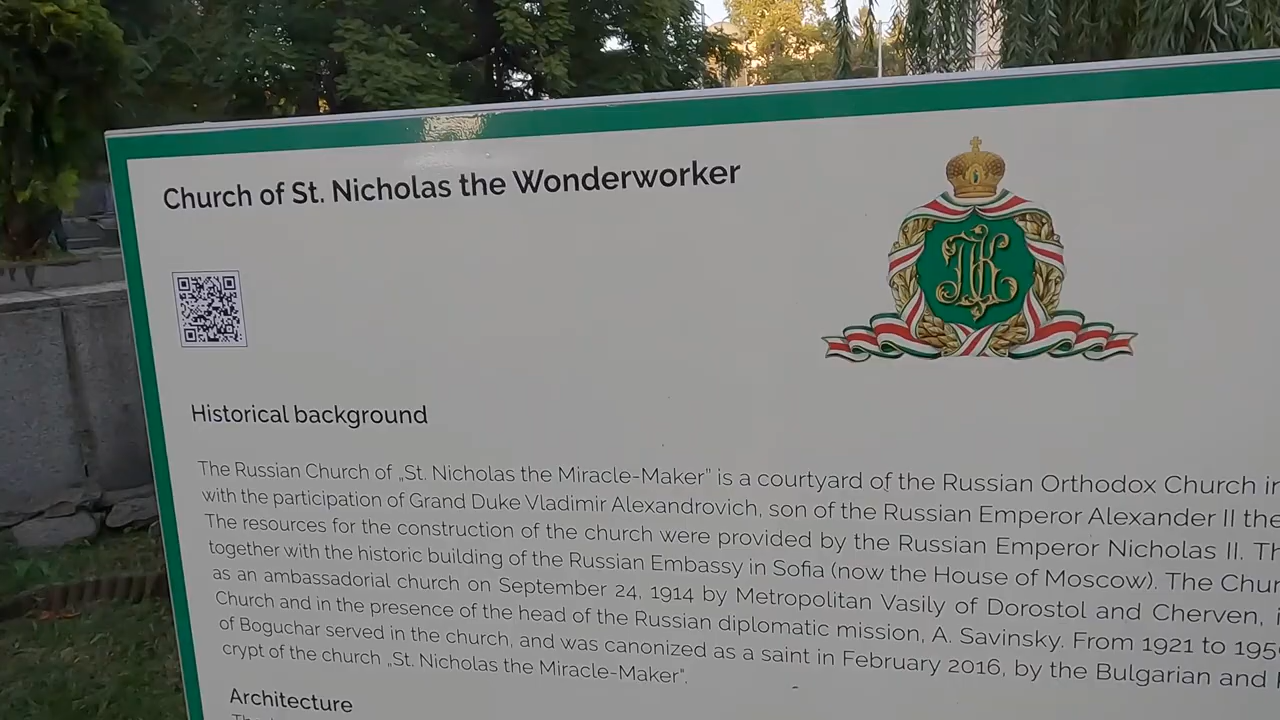 Church of St. Nicholas the Wonderworker
Historical background
The Russian Church of „St. Nicholas the Miracle-Maker" is a courtyard of the Russian Orthodox Church in
with the participation of Grand Duke Vladimir Alexandrovich, son of the Russian Emperor Alexander II the
The resources for the construction of the church were provided by the Russian Emperor Nicholas II.
together with the historic building of the Russian Embassy in Sofia (now the House of Moscow). The
as an ambassadorial church on September 24, 1914 by Metropolitan Vasily of Dorostol and Cherven,
Church and in the presence of the head of the Russian diplomatic mission, A. Savinsky. From 1921 to
of Boguchar served in the church, and was canonized as a saint in February 2016, by the Bulgarian and
crypt of the church „St. Nicholas the Miracle-Maker".
Architecture